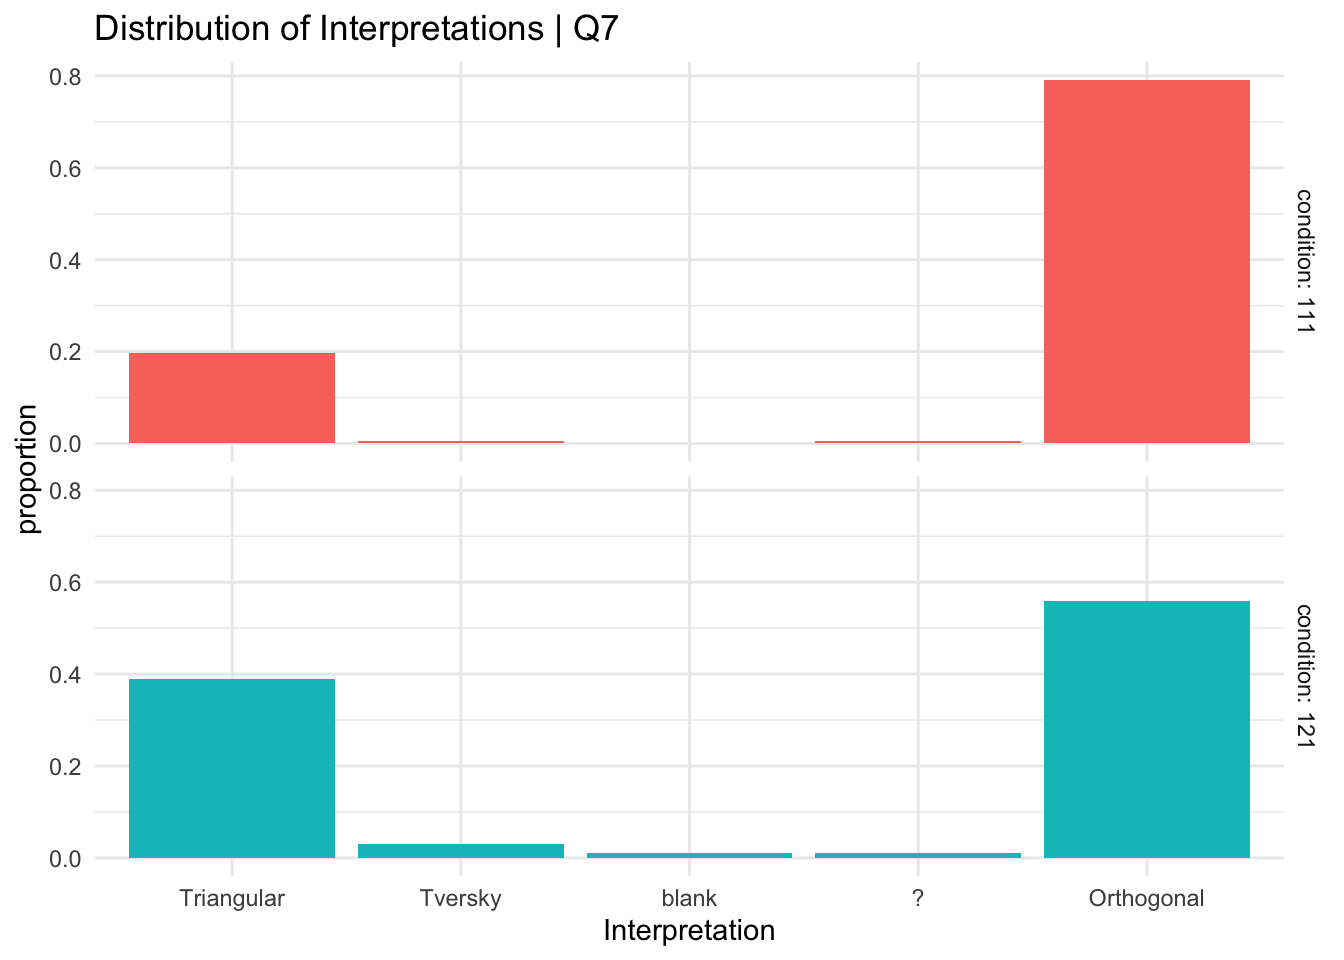 Distribution of Interpretations | Q7
0.8
0.6
0.4
0.2
0.0
condition: 111
proportion
0.8
0.6
0.4
0.2
0.0
condition: 121
Triangular Tversky blank ? Orthogonal
Interpretation